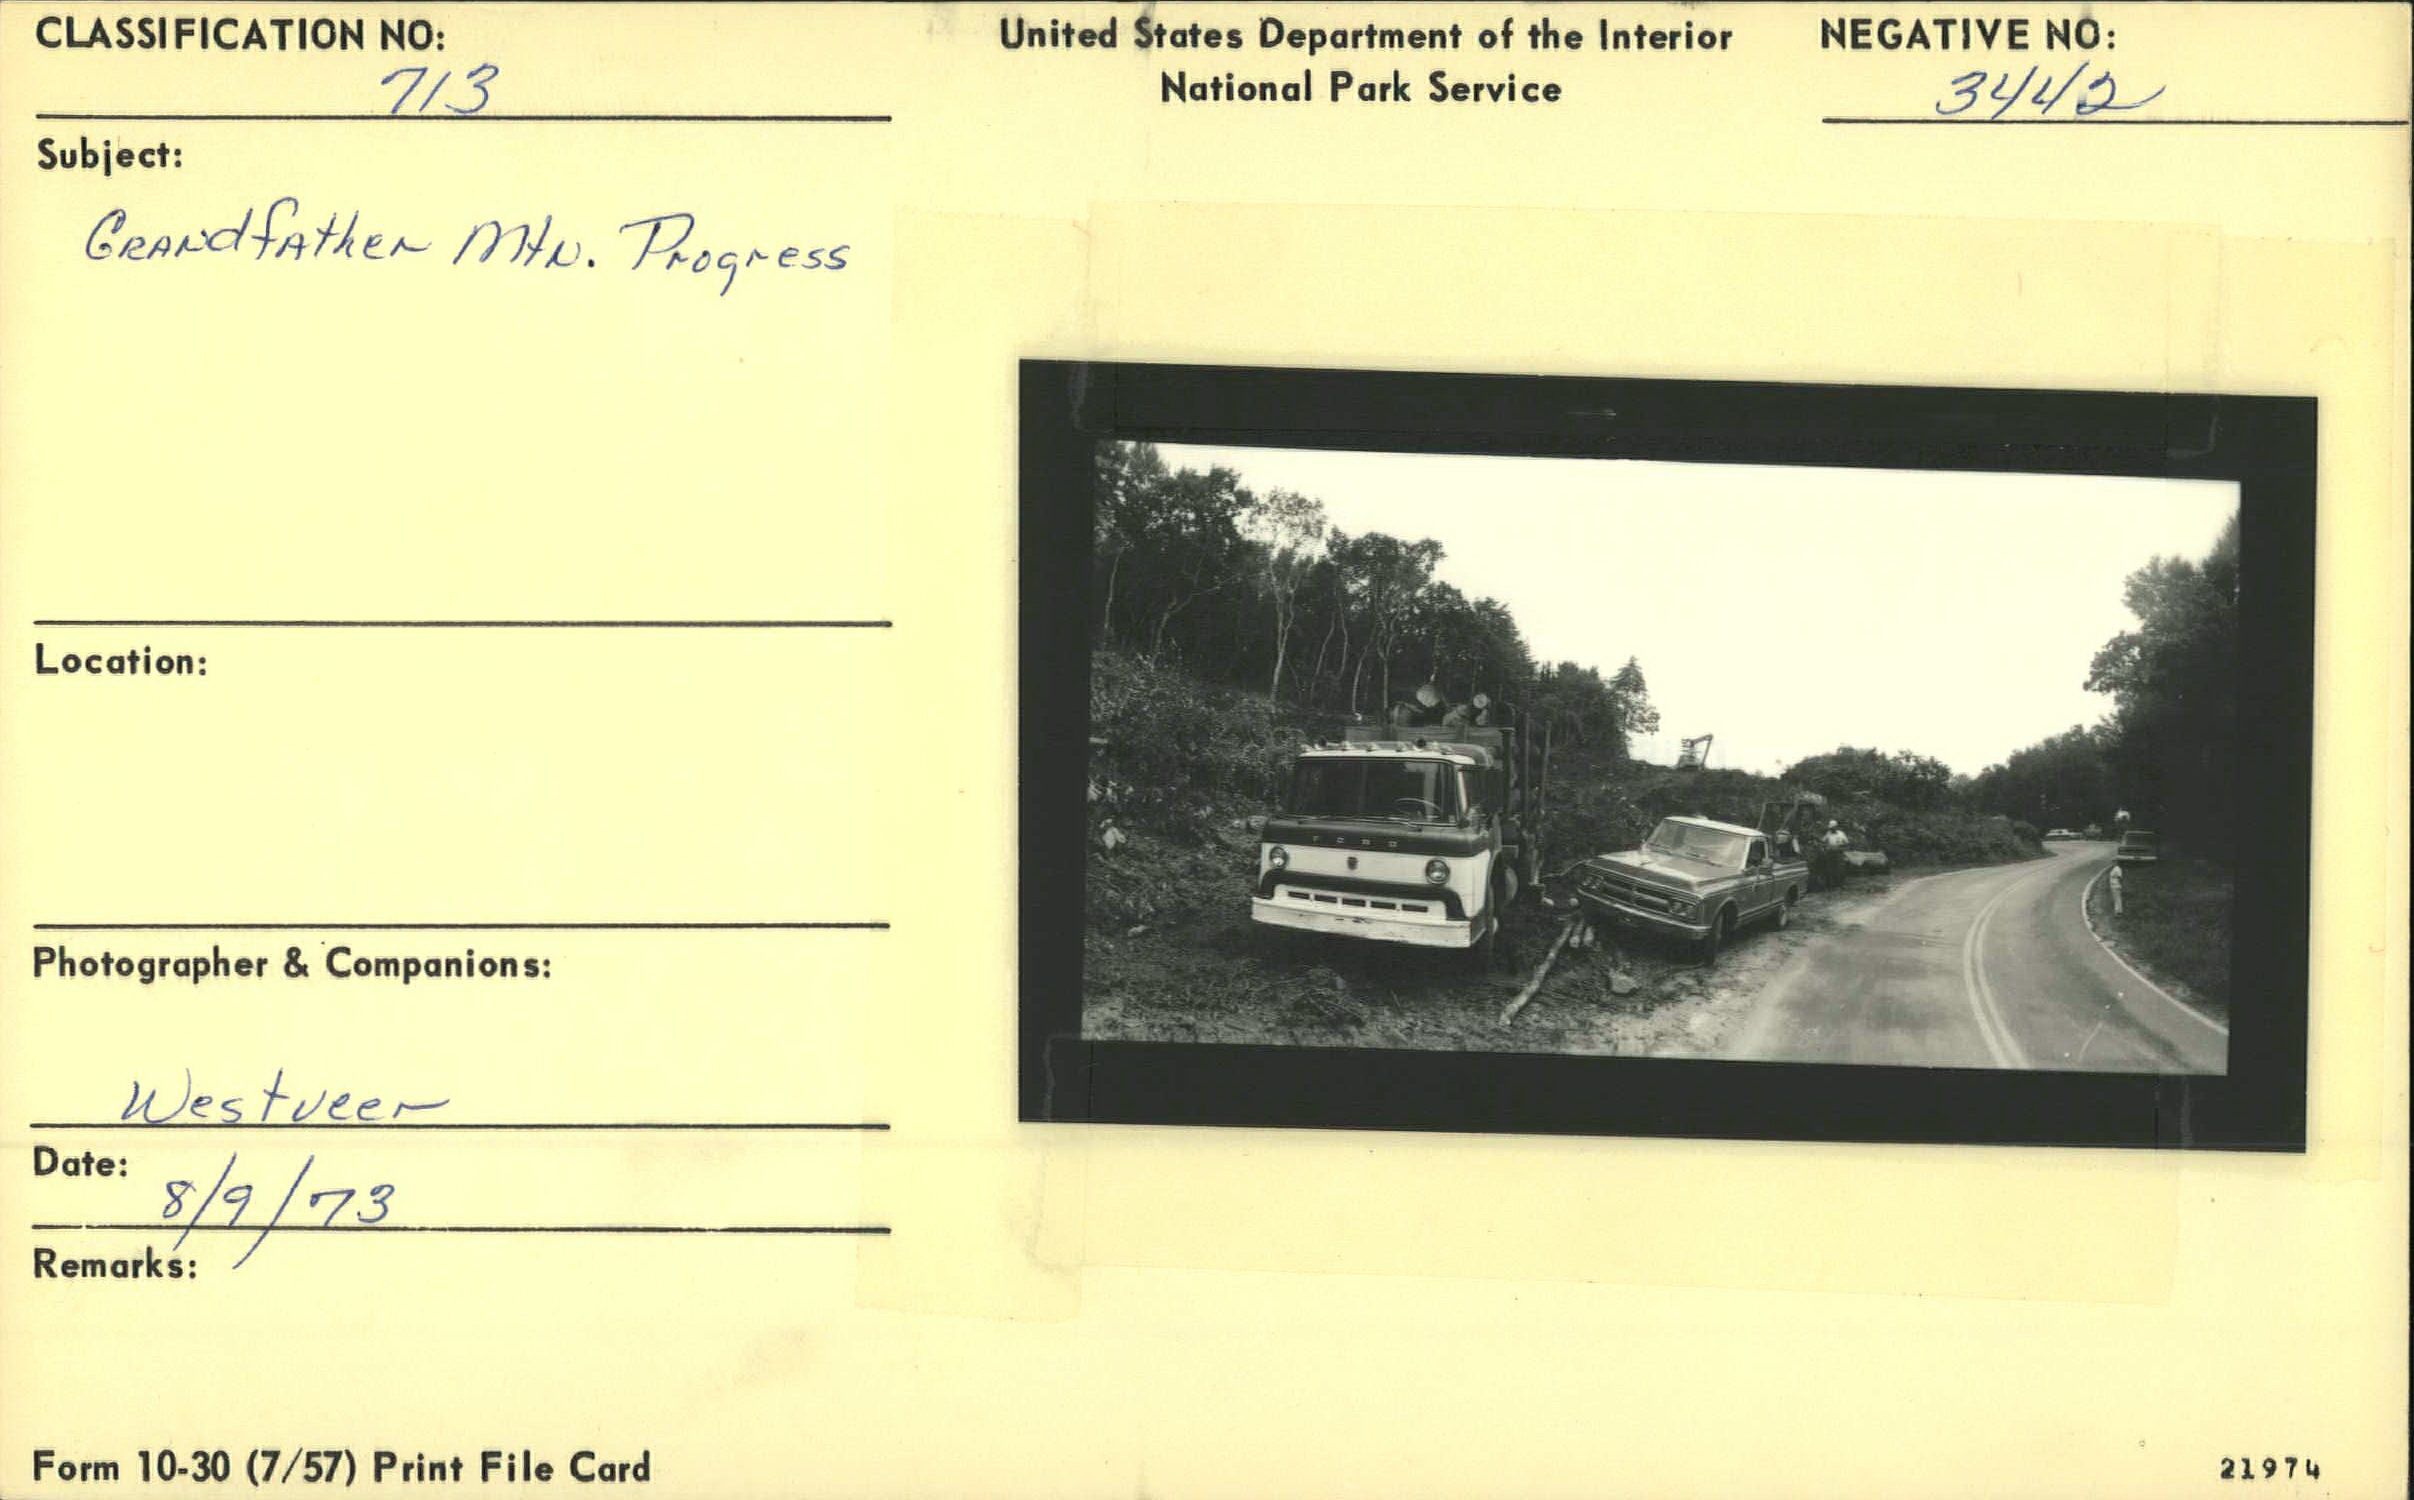 CLASSIFICATION NO:
713
United States Department of the Interior
National Park Service
NEGATIVE NO:
3442
Subject:
Grandfather Mtn. Progress
Location:
Photographer & Companions:
Westveer
Date:
8/9/73
Remarks:
FORD
Form 10-30 (7/57) Print File Card
21974